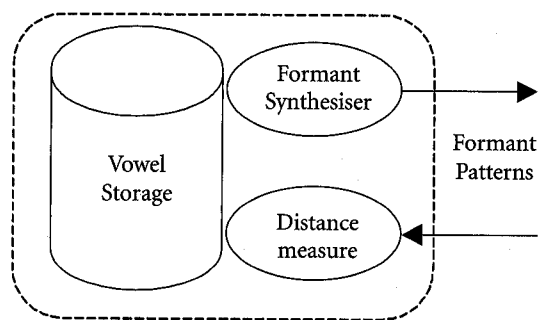 Formant
Synthesiser
Vowel
Storage
Formant
Patterns
Distance
measure